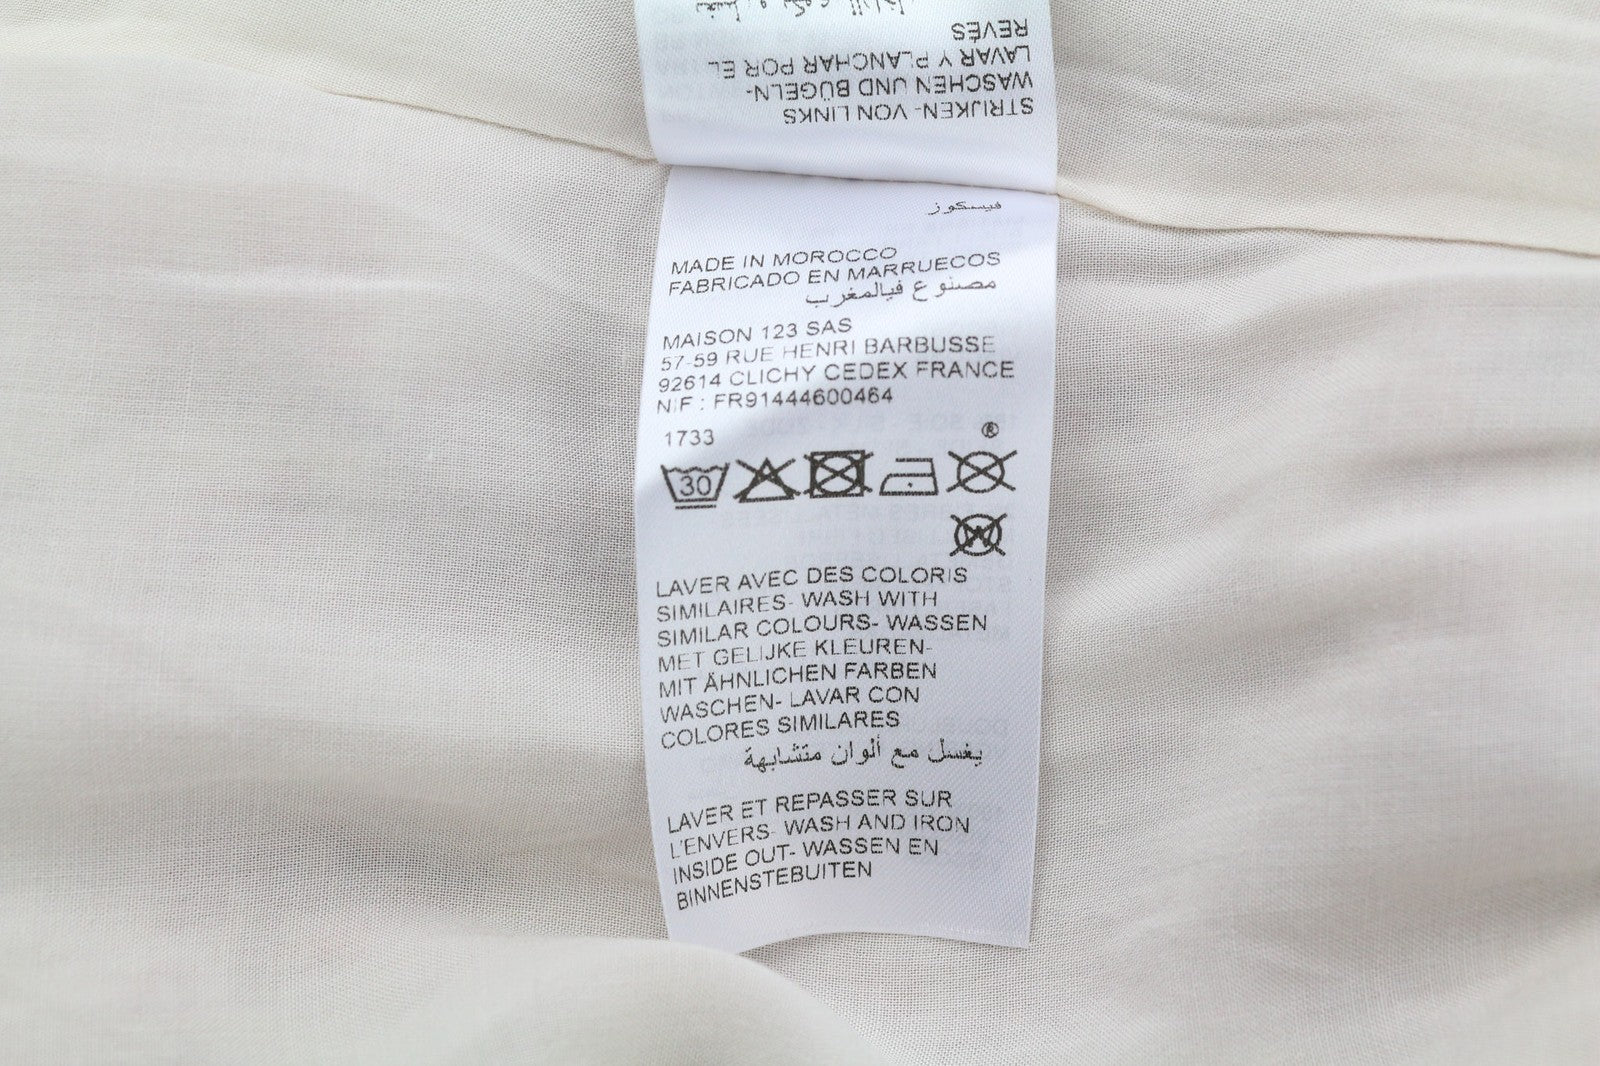 REVÉS
LAVAR Y PLANCHAR POR EL
WASCHEN UND BÜGELN-
STRIJKEN- VON LINKS
فيسكوز
MADE IN MOROCCO
FABRICADO EN MARRUECOS
مصنوع فيالمغرب
MAISON 123 SAS
57-59 RUE HENRI BARBUSSE
92614 CLICHY CEDEX FRANCE
NIF : FR91444600464
1733
®
30
W
LAVER AVEC DES COLORIS
SIMILAIRES- WASH WITH
SIMILAR COLOURS- WASSEN
MET GELIJKE KLEUREN-
MIT ÄHNLICHEN FARBEN
WASCHEN- LAVAR CON
COLORES SIMILARES
يغسل مع ألوان متشابهة
LAVER ET REPASSER SUR
L'ENVERS- WASH AND IRON
INSIDE OUT- WASSEN EN
BINNENSTEBUITEN